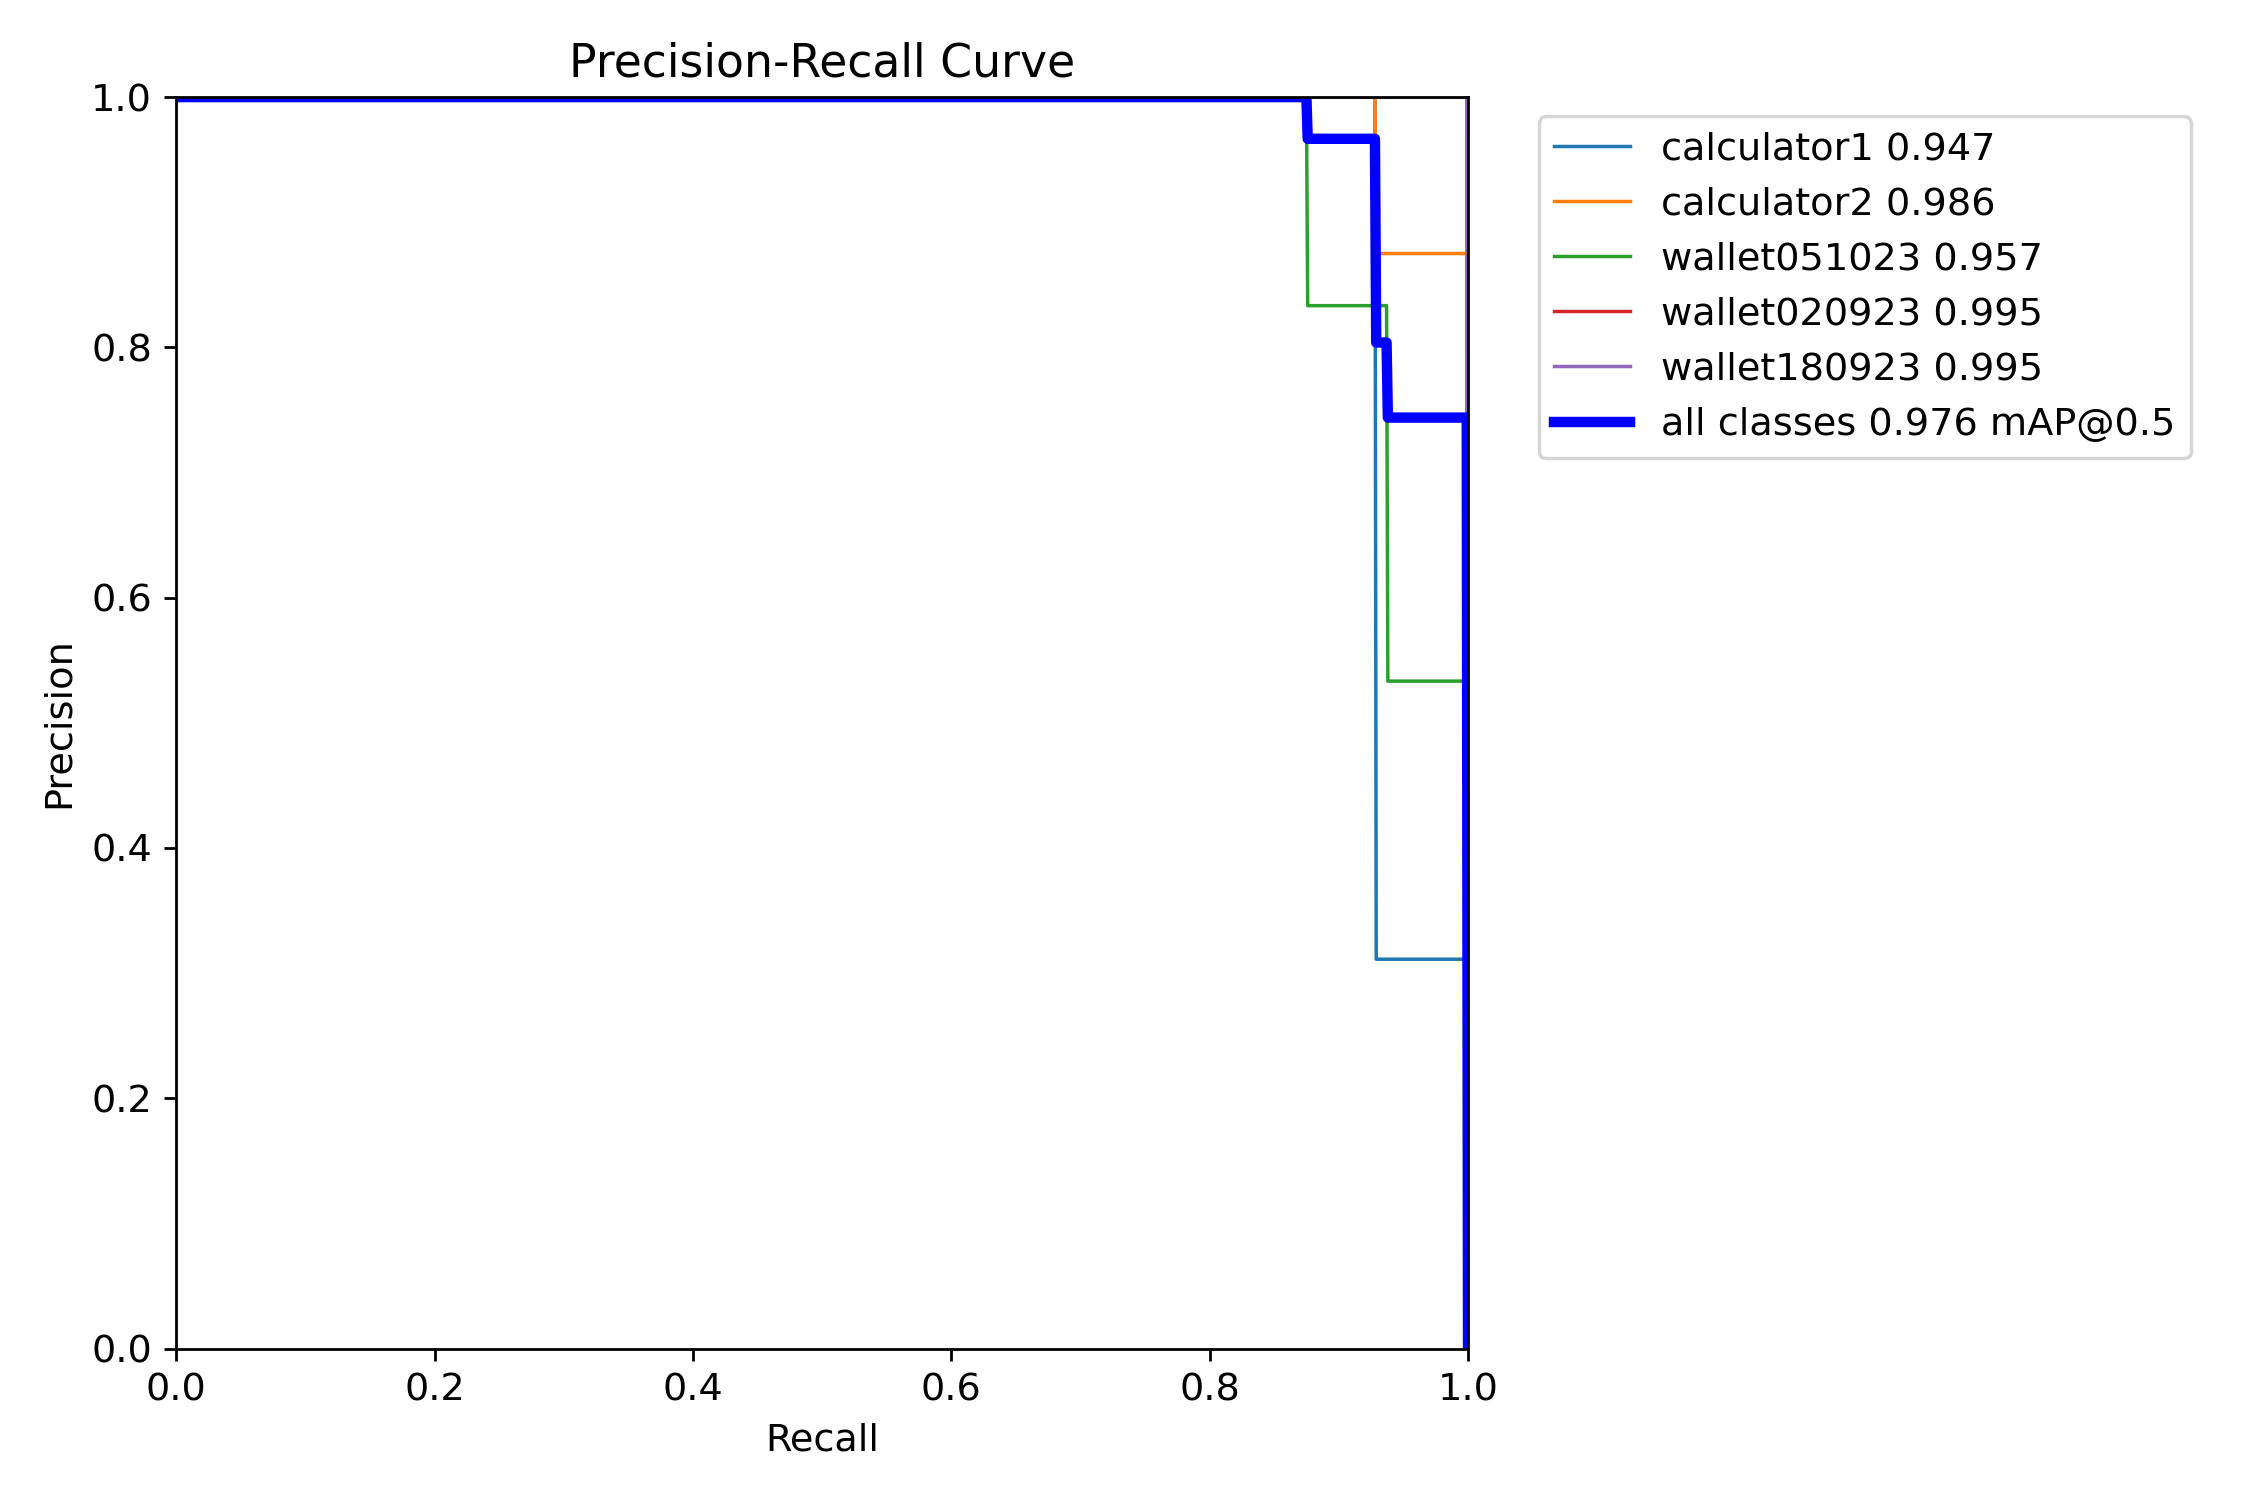 Precision-Recall Curve
1.0
0.8
0.6
0.4
0.2
0.0
Precision
0.0 0.2 0.4 0.6 0.8 1.0
Recall
calculator1 0.947
calculator2 0.986
wallet051023 0.957
wallet020923 0.995
wallet180923 0.995
all classes 0.976 mAP@0.5